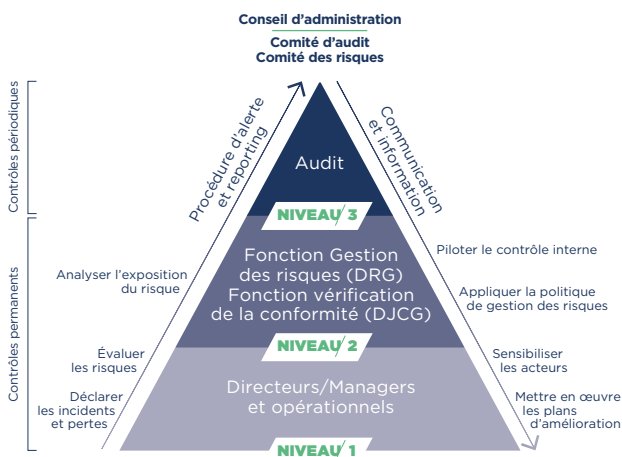 Conseil d’administration
Comité d’audit
Comité des risques
Contrôles périodiques
Procédure d’alerte
et reporting
Communication
et information
Audit
NIVEAU/3
Contrôles permanents
Analyser l’exposition
du risque
Fonction Gestion
des risques (DRG)
Fonction vérification
de la conformité (DJCG)
Piloter le contrôle interne
Appliquer la politique
de gestion des risques
NIVEAU/2
Évaluer
les risques
Sensibiliser
les acteurs
Déclarer
les incidents
et pertes
Directeurs/Managers
et opérationnels
Mettre en œuvre
les plans
d’amélioration
NIVEAU/1